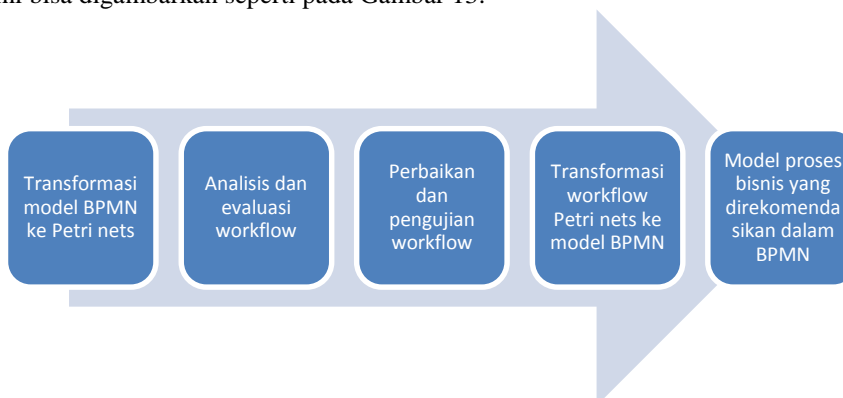 bisa digambarkan seperti pada Gambar 13.
Transformasi
model BPMN
ke Petri nets
Analisis dan
evaluasi
workflow
Perbaikan
dan
pengujian
workflow
Transformasi
workflow
Petri nets ke
model BPMN
Model proses
bisnis yang
direkomenda
sikan dalam
BPMN